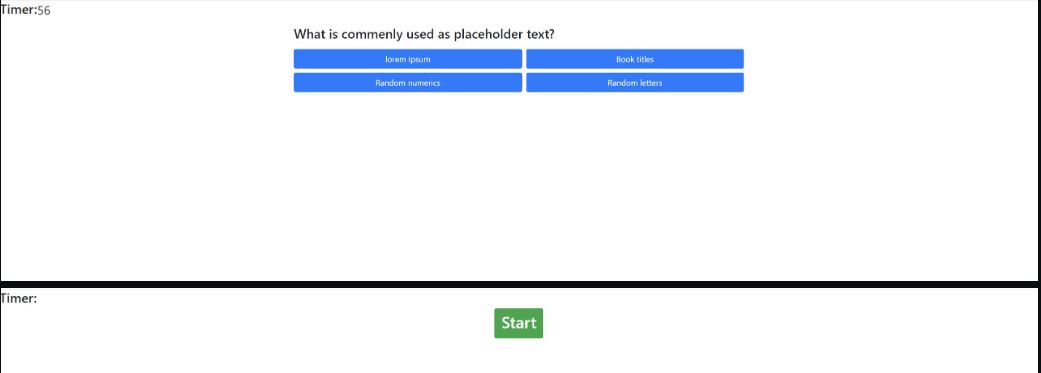 Timer:56
What is commenly used as placeholder text?
lorem ipsum Book titles
Random numerics Random letters
Timer:
Start